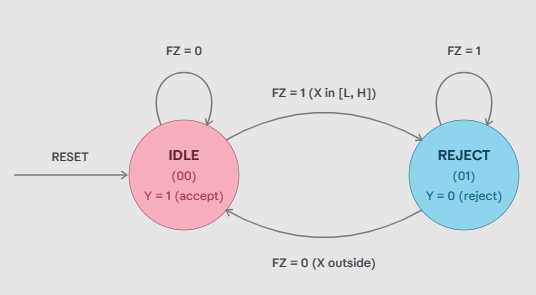 FZ = 0
FZ = 1
FZ = 1 (X in [L, H])
RESET
IDLE
(00)
Y = 1 (accept)
REJECT
(01)
Y = 0 (reject)
FZ = 0 (X outside)